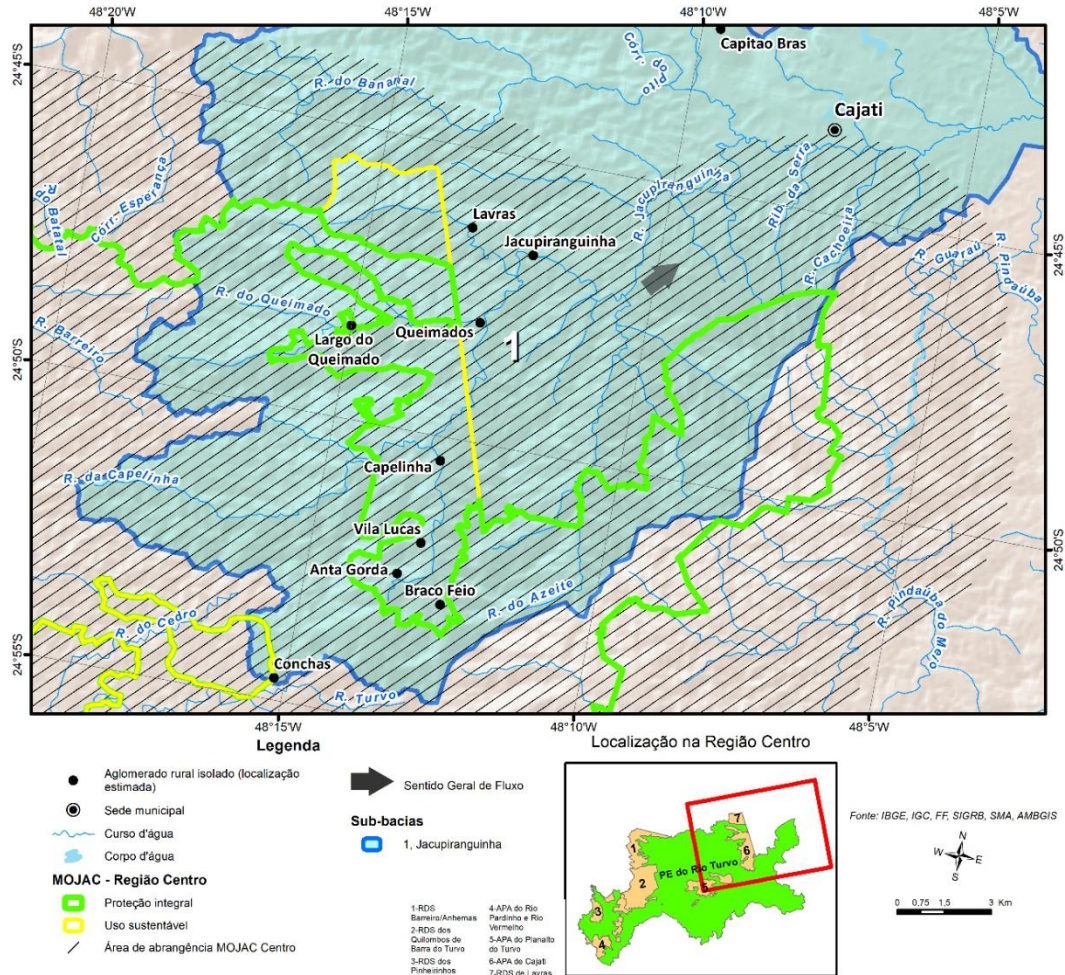 48°20'W
48°15'W
48°10'W
48°5'W
24°45'S
24°50'S
24°55'S
Capitao Bras
Córr. do Pito
R. do Bananal
Cajati
R. do Batatal
Córr. Esperança
R. Jacupiranguinha
Rib. da Serra
Lavras
Jacupiranguinha
R. Cachoeira
R. Guaraú
R. Pindaúba
24°45'S
R. do Queimado
Largo do
Queimado
Queimados
R. Barreiro
1
R. da Capelinha
Capelinha
Vila Lucas
Anta Gorda
Braco Feio
R. do Azeite
24°50'S
R. Pindaúba do Meio
R. do Cedro
Conchas
R. Turvo
48°15'W
48°10'W
48°5'W
Legenda
Aglomerado rural isolado (localização
estimada)
Sede municipal
Curso d'água
Corpo d'água
MOJAC - Região Centro
Proteção integral
Uso sustentável
Área de abrangência MOJAC Centro
Sentido Geral de Fluxo
Sub-bacias
1, Jacupiranguinha
1-RDS
Barreiro/Anhemas
2-RDS dos
Quilombos de
Barra do Turvo
3-RDS dos
Pinheirinhos
4-APA do Rio
Pardinho e Rio
Vermelho
5-APA do Planalto
do Turvo
6-APA de Cajati
7-RDS de Lavras
Localização na Região Centro
7
1
6
PE do Rio Turvo
2
5
3
4
Fonte: IBGE, IGC, FF, SIGRB, SMA, AMBGIS
N
W
E
S
0 0,75 1,5 3 Km